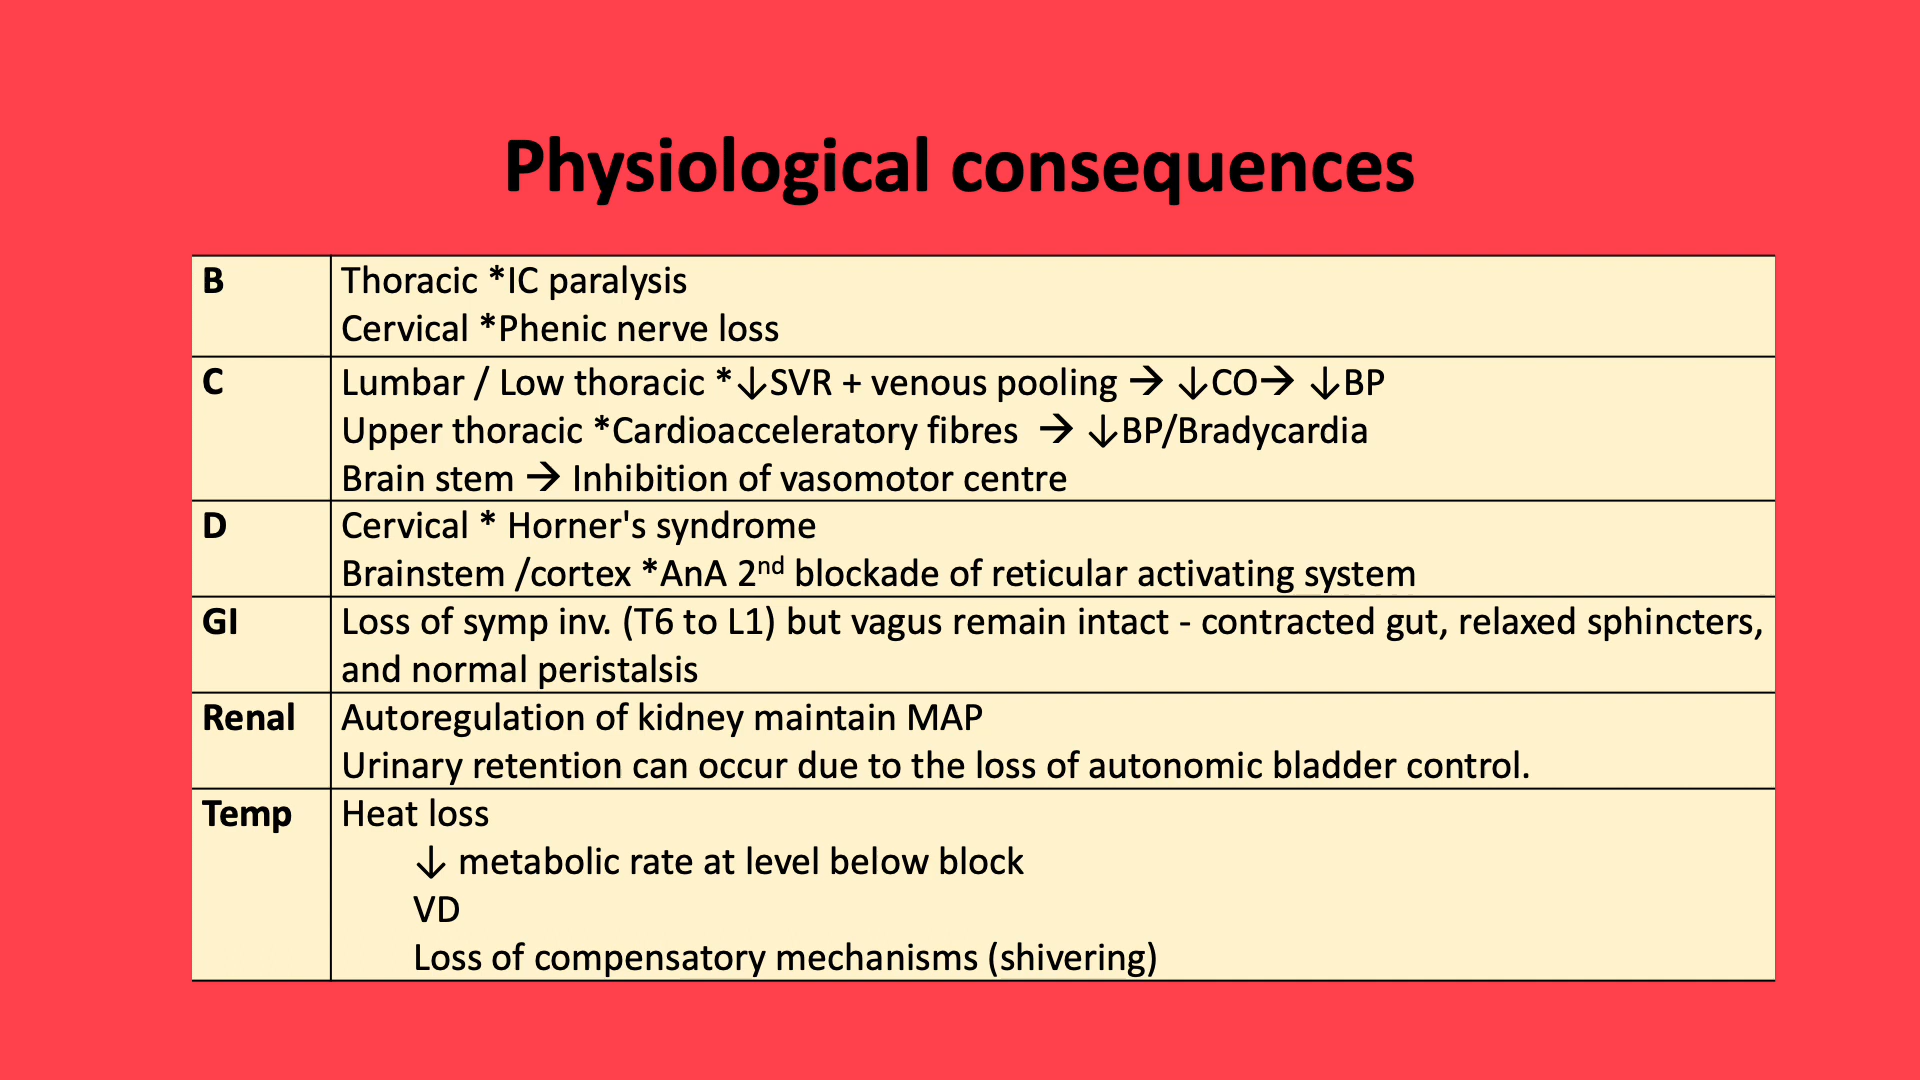 Physiological consequences
B
Thoracic *IC paralysis
Cervical *Phenic nerve loss
C
Lumbar / Low thoracic *↓SVR + venous pooling → ↓CO→ ↓BP
Upper thoracic *Cardioacceleratory fibres → ↓BP/Bradycardia
Brain stem → Inhibition of vasomotor centre
D
Cervical * Horner's syndrome
Brainstem /cortex *AnA 2nd blockade of reticular activating system
GI
Loss of symp inv. (T6 to L1) but vagus remain intact - contracted gut, relaxed sphincters,
and normal peristalsis
Renal
Autoregulation of kidney maintain MAP
Urinary retention can occur due to the loss of autonomic bladder control.
Temp
Heat loss
↓ metabolic rate at level below block
VD
Loss of compensatory mechanisms (shivering)